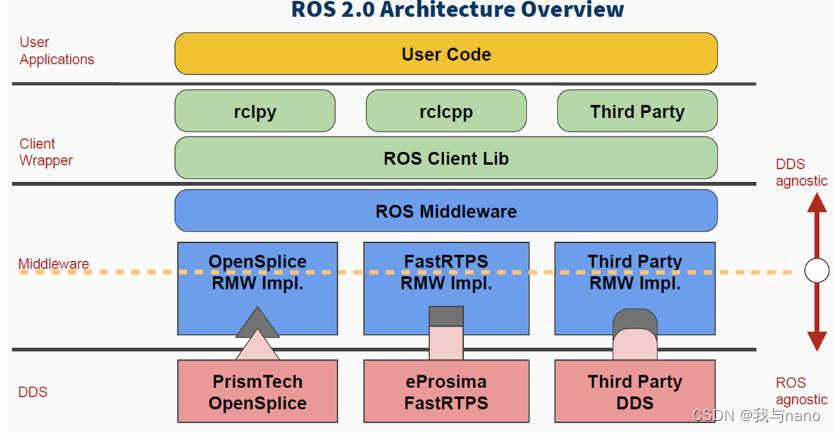 ROS 2.0 Architecture Overview
User
Applications
User Code
rclpy
rclcpp
Third Party
Client
Wrapper
ROS Client Lib
DDS
agnostic
ROS Middleware
Middleware
OpenSplice
RMW Impl.
FastRTPS
RMW Impl.
Third Party
RMW Impl.
DDS
PrismTech
OpenSplice
eProsima
FastRTPS
Third Party
DDS
ROS
agnostic
CSDN @我与nano